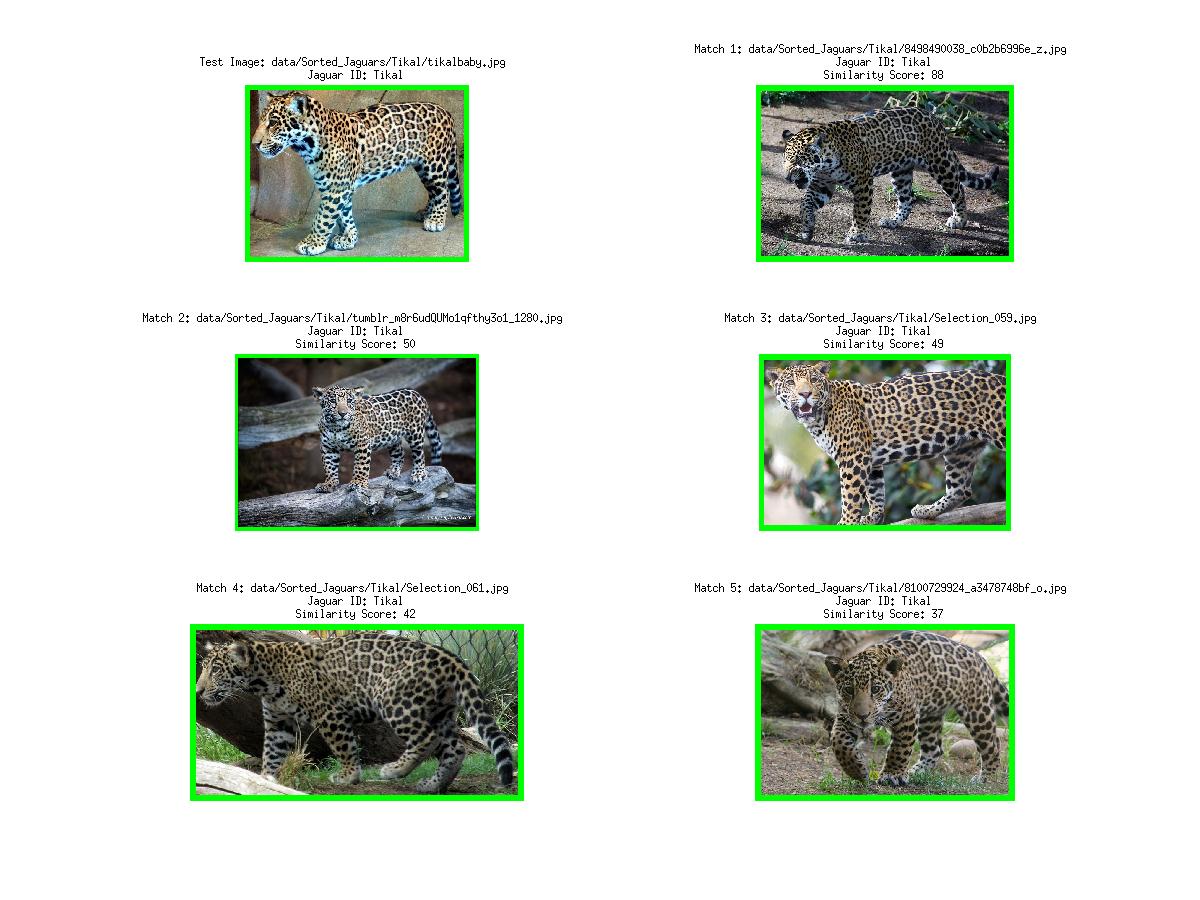 Test Image: data/Sorted_Jaguars/Tikal/tikalbaby.jpg
Jaguar ID: Tikal
Match 1: data/Sorted_Jaguars/Tikal/8498490038_c0b2b6996e_z.jpg
Jaguar ID: Tikal
Similarity Score: 88
Match 2: data/Sorted_Jaguars/Tikal/tumblr_m8r6udQUMo1qfthy3o1_1280.jpg
Jaguar ID: Tikal
Similarity Score: 50
Match 3: data/Sorted_Jaguars/Tikal/Selection_059.jpg
Jaguar ID: Tikal
Similarity Score: 49
Match 4: data/Sorted_Jaguars/Tikal/Selection_061.jpg
Jaguar ID: Tikal
Similarity Score: 42
Match 5: data/Sorted_Jaguars/Tikal/8100729924_a3478748bf_o.jpg
Jaguar ID: Tikal
Similarity Score: 37